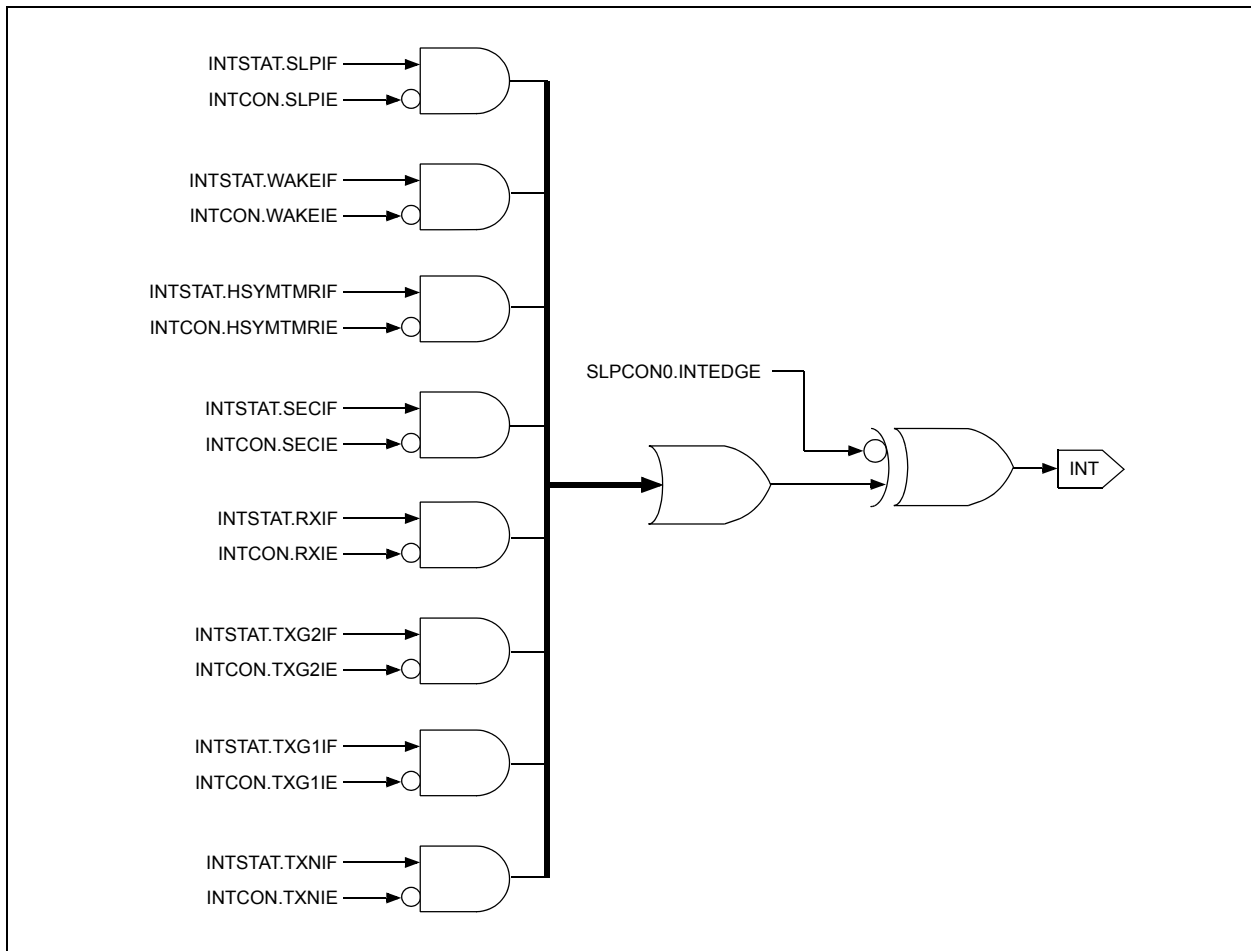 INTSTAT.SLPIF
INTCON.SLPIE
INTSTAT.WAKEIF
INTCON.WAKEIE
INTSTAT.HSYMTMRIF
INTCON.HSYMTMRIE
SLPCON0.INTEDGE
INTSTAT.SECIF
INTCON.SECIE
INT
INTSTAT.RXIF
INTCON.RXIE
INTSTAT.TXG2IF
INTCON.TXG2IE
INTSTAT.TXG1IF
INTCON.TXG1IE
INTSTAT.TXNIF
INTCON.TXNIE